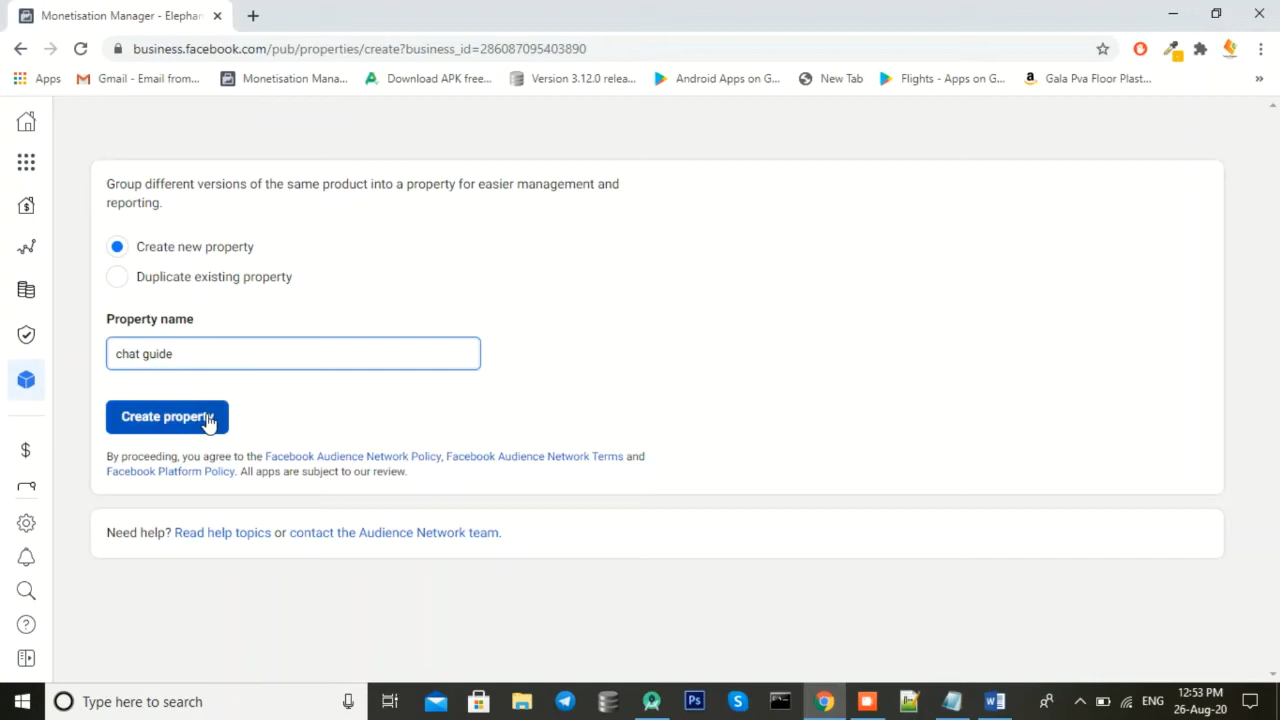 Monetisation Manager - Elephan
business.facebook.com/pub/properties/create?business_id=286087095403890
Apps
Gmail - Email from...
Monetisation Mana...
Download APK free...
Version 3.12.0 relea...
Android Apps on G...
New Tab
Flights - Apps on G...
Gala Pva Floor Plast...
»
Group different versions of the same product into a property for easier management and
reporting.
Create new property
Duplicate existing property
Property name
chat guide
Create property
By proceeding, you agree to the Facebook Audience Network Policy, Facebook Audience Network Terms and
Facebook Platform Policy. All apps are subject to our review.
Need help? Read help topics or contact the Audience Network team.
Type here to search
ENG
12:53 PM
26-Aug-20